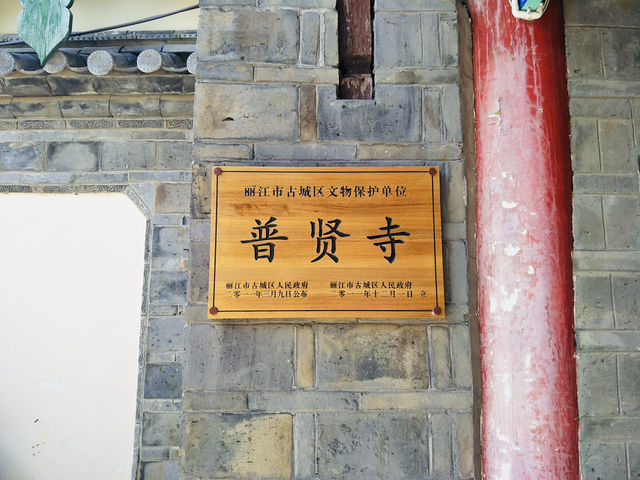 丽江市古城区文物保护单位
普贤寺
丽江市古城区人民政府
二零一一年三月九日公布
丽江市古城区人民政府
二零一一年十二月一日 立